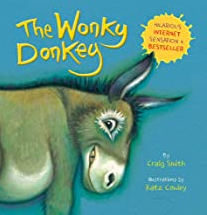 The Wonky
Donkey
HILARIOUS
INTERNET
SENSATION &
BESTSELLER
By
Craig Smith
Illustrations by
Katz Cowley